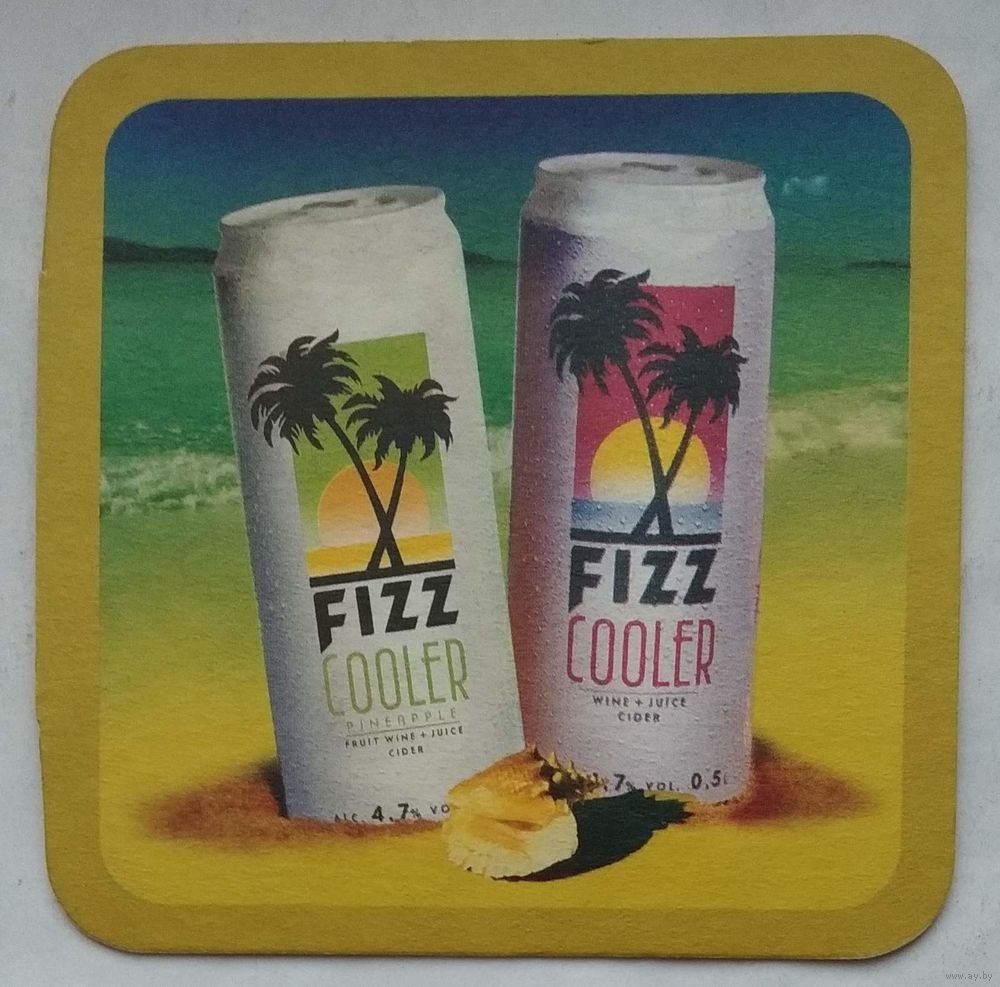 FIZZ
COOLER
PINEAPPLE
FRUIT WINE + JUICE
CIDER
ALC. 4,7% VO
FIZZ
COOLER
WINE + JUICE
CIDER
,7% VOL. 0,5L
www.ay.by